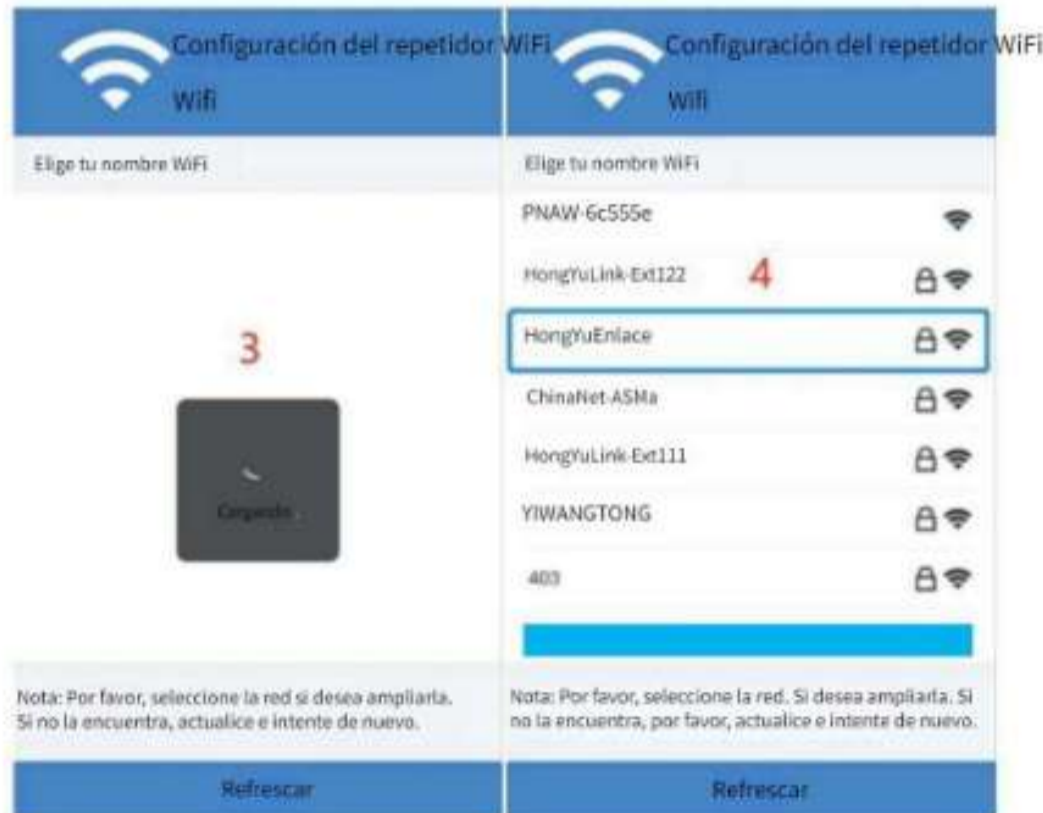 Configuración del repetidor WiFi
Wifi
Elige tu nombre WiFi
3
Cargando
Nota: Por favor, seleccione la red si desea ampliarla.
Si no la encuentra, actualice e intente de nuevo.
Refrescar
Configuración del repetidor WiFi
Wifi
Elige tu nombre WiFi
PNAW-6c555e
HongYuLink-Ext122
4
HongYuEnlace
ChinaNet-ASMa
HongYuLink-Ext111
YIWANGTONG
403
Nota: Por favor, seleccione la red. Si desea ampliarla. Si
no la encuentra, por favor, actualice e intente de nuevo.
Refrescar